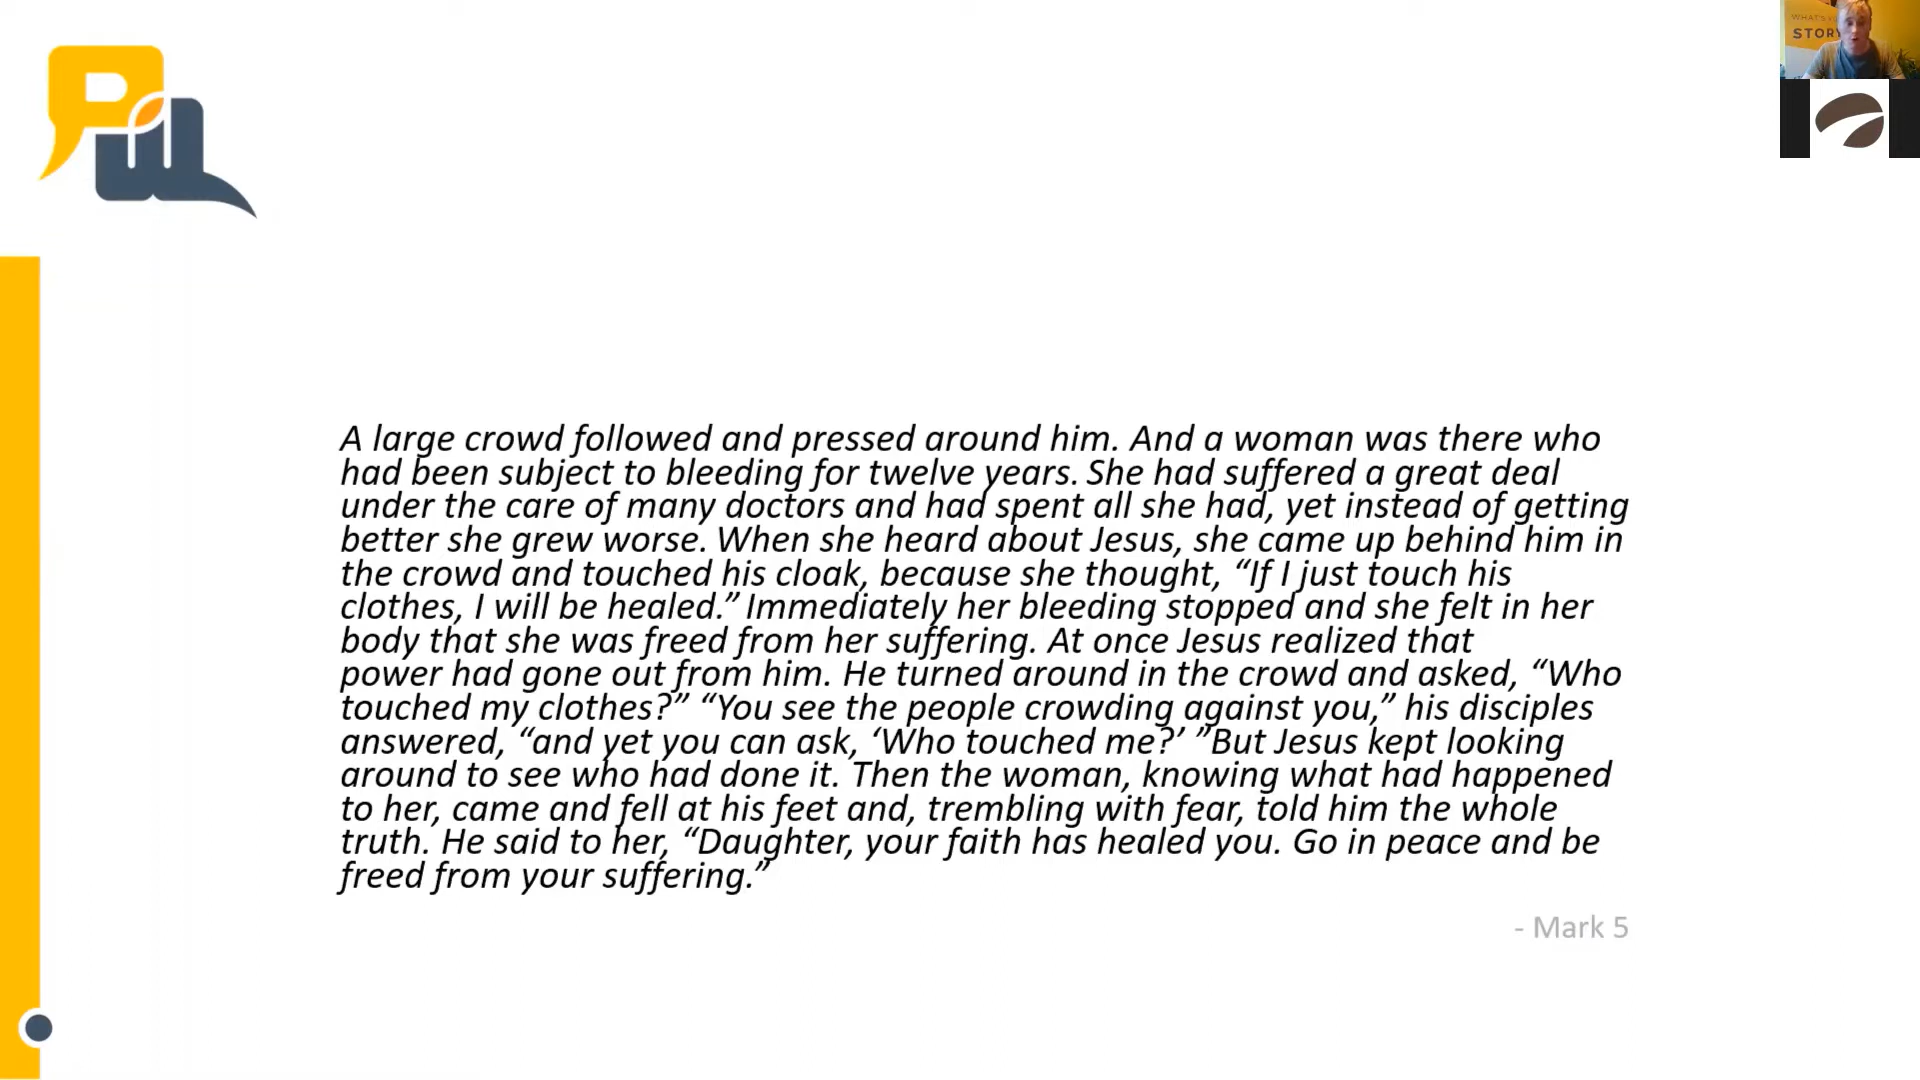 PW
WHAT'S
STORY
A large crowd followed and pressed around him. And a woman was there who
had been subject to bleeding for twelve years. She had suffered a great deal
under the care of many doctors and had spent all she had, yet instead of getting
better she grew worse. When she heard about Jesus, she came up behind him in
the crowd and touched his cloak, because she thought, “If I just touch his
clothes, I will be healed.” Immediately her bleeding stopped and she felt in her
body that she was freed from her suffering. At once Jesus realized that
power had gone out from him. He turned around in the crowd and asked, “Who
touched my clothes?” “You see the people crowding against you,” his disciples
answered, “and yet you can ask, ‘Who touched me?’ ”But Jesus kept looking
around to see who had done it. Then the woman, knowing what had happened
to her, came and fell at his feet and, trembling with fear, told him the whole
truth. He said to her, “Daughter, your faith has healed you. Go in peace and be
freed from your suffering.”
- Mark 5